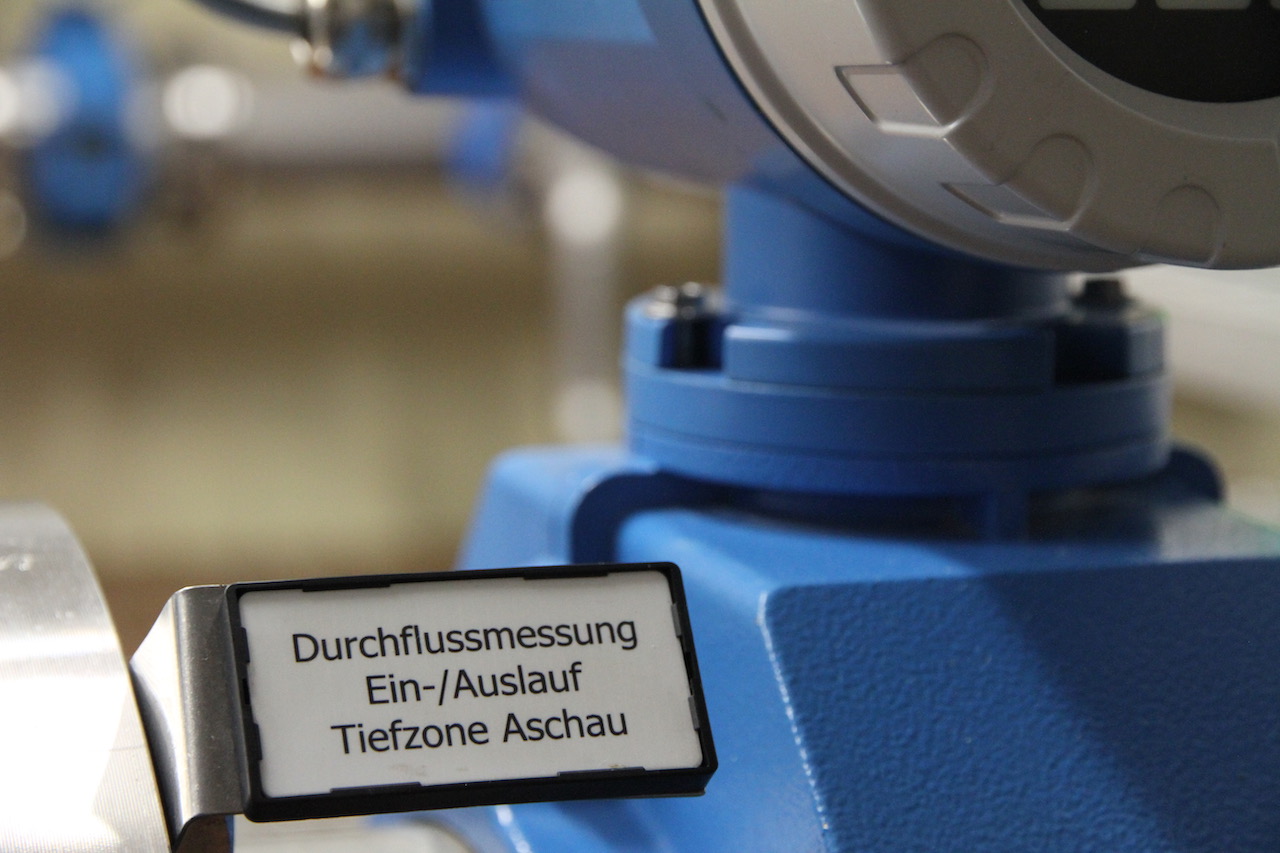 Durchflussmessung
Ein-/Auslauf
Tiefzone Aschau